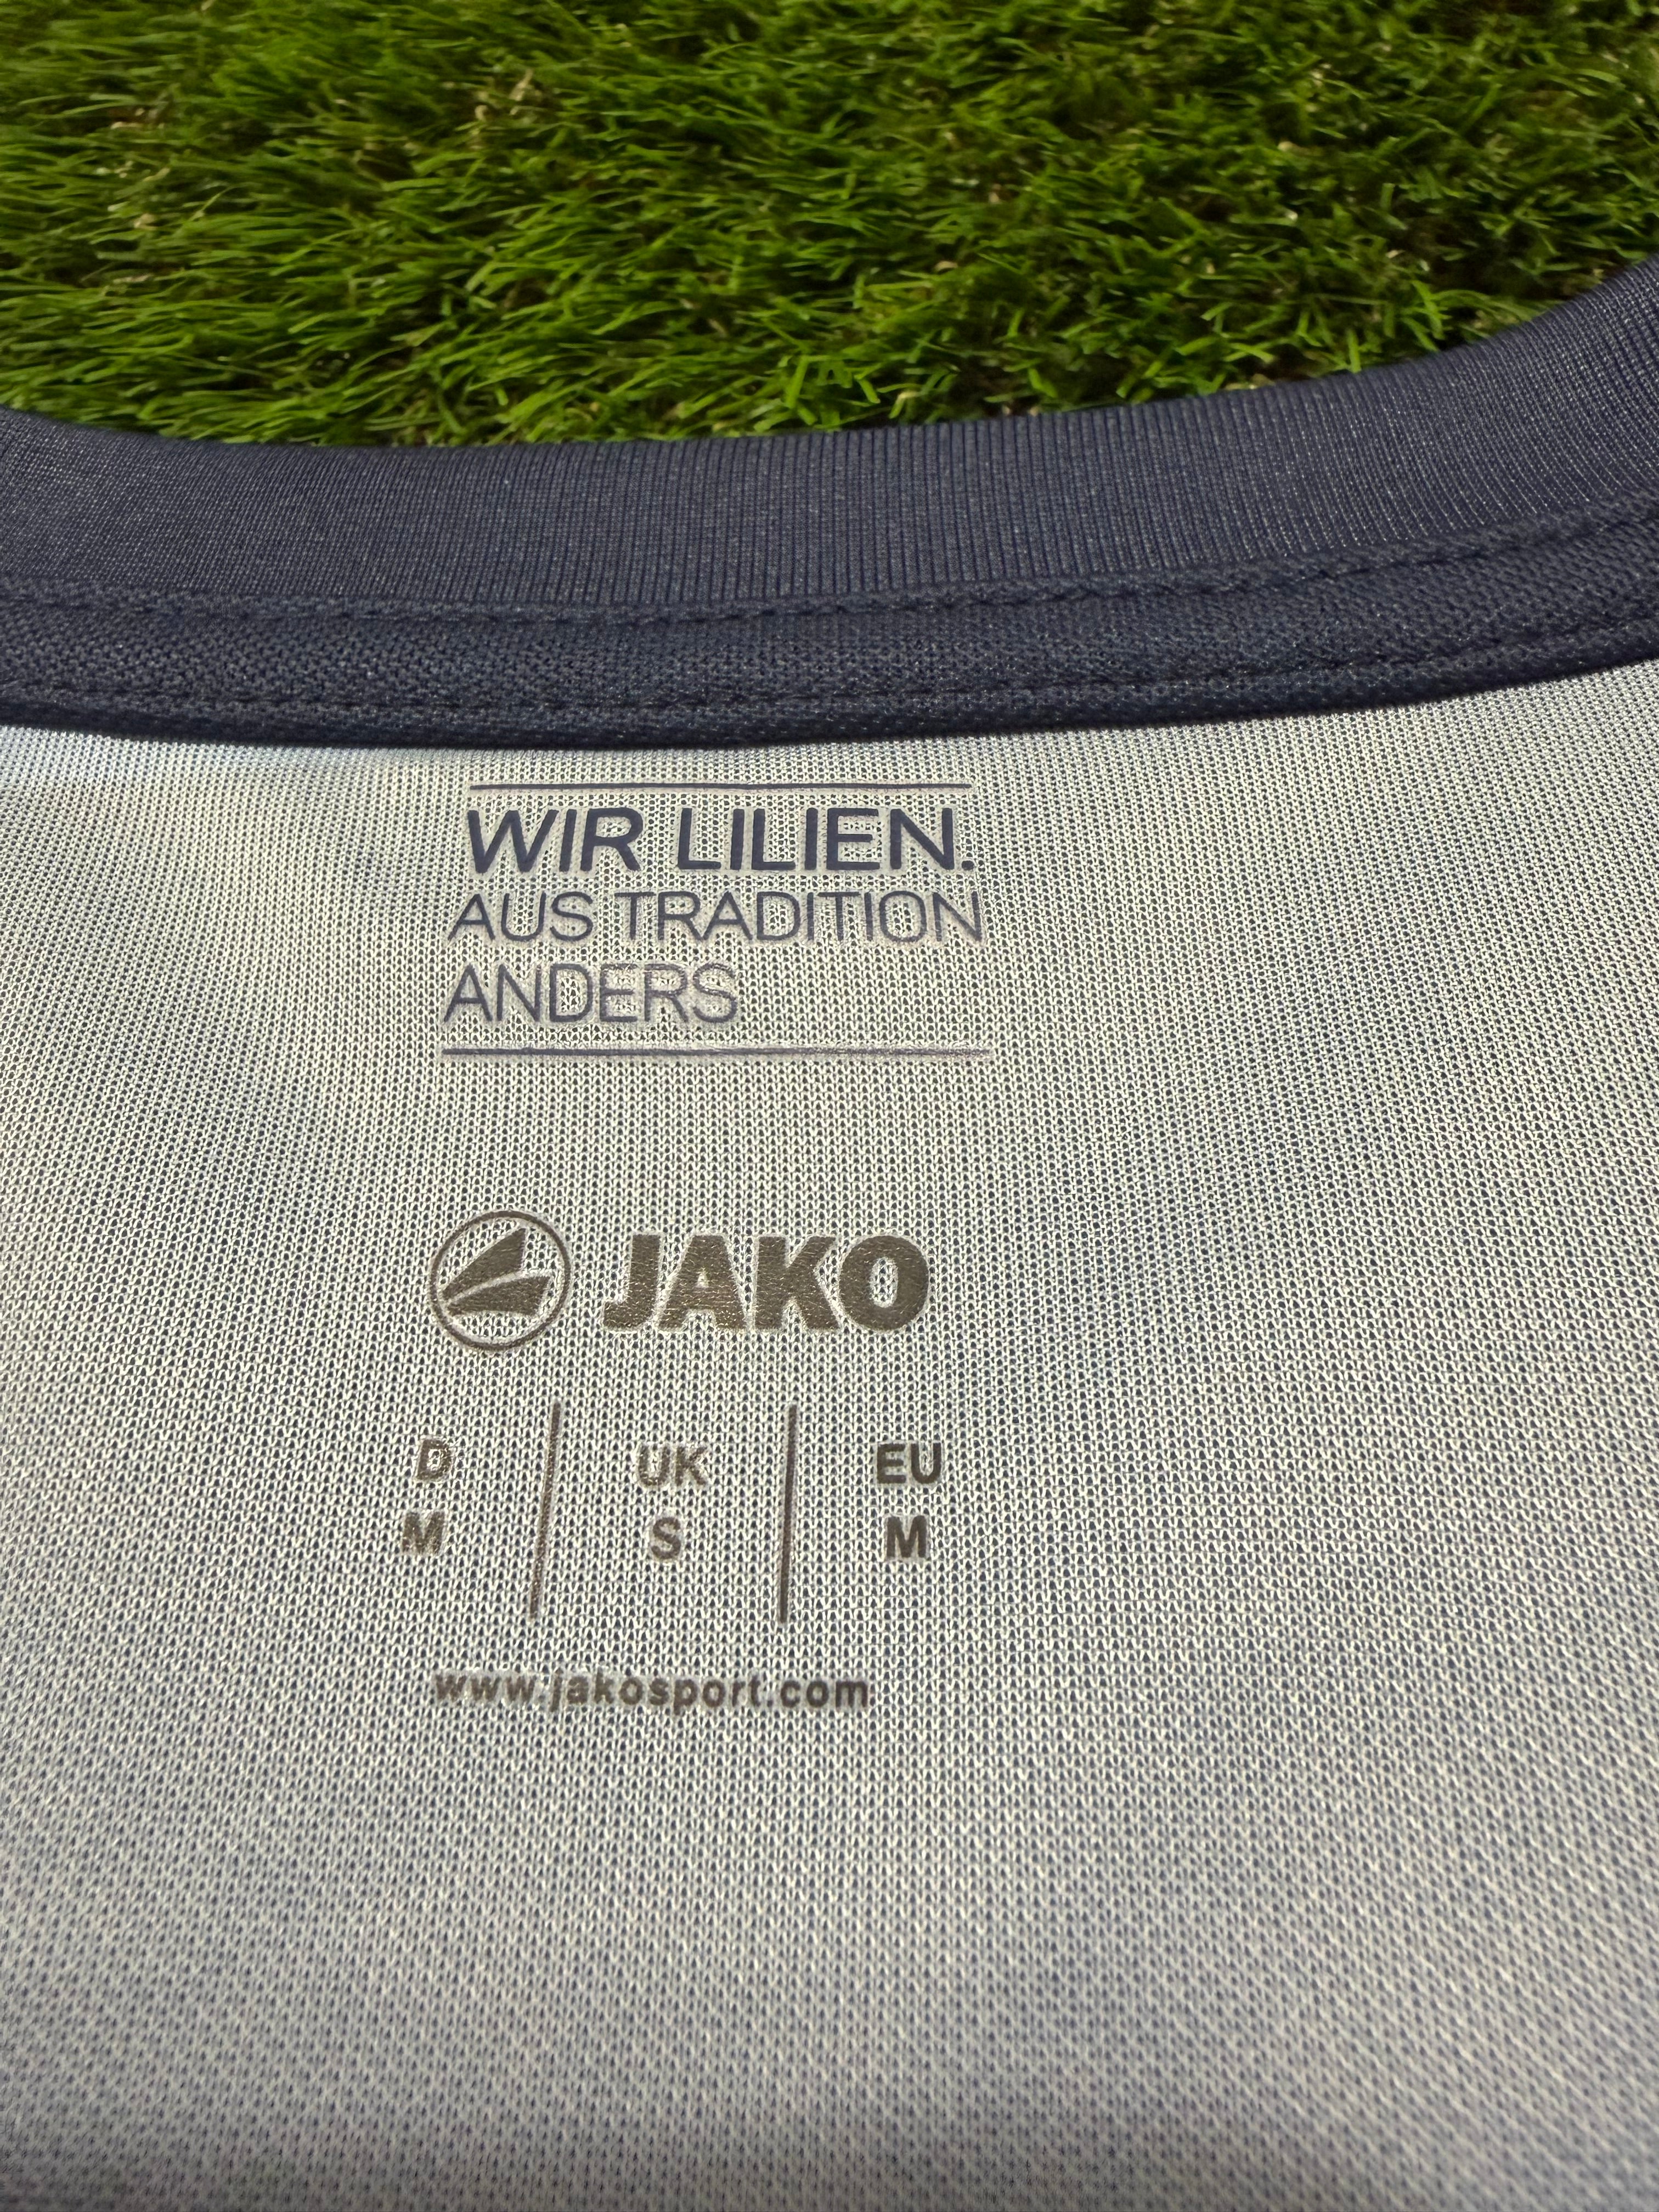 WIR LILIEN.
AUS TRADITION
ANDERS
JAKO
D UK EU
M S M
www.jakosport.com